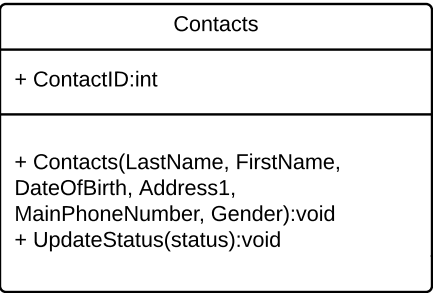 Contacts
+ ContactID:int
+ Contacts(LastName, FirstName,
DateOfBirth, Address1,
MainPhoneNumber, Gender):void
+ UpdateStatus(status):void